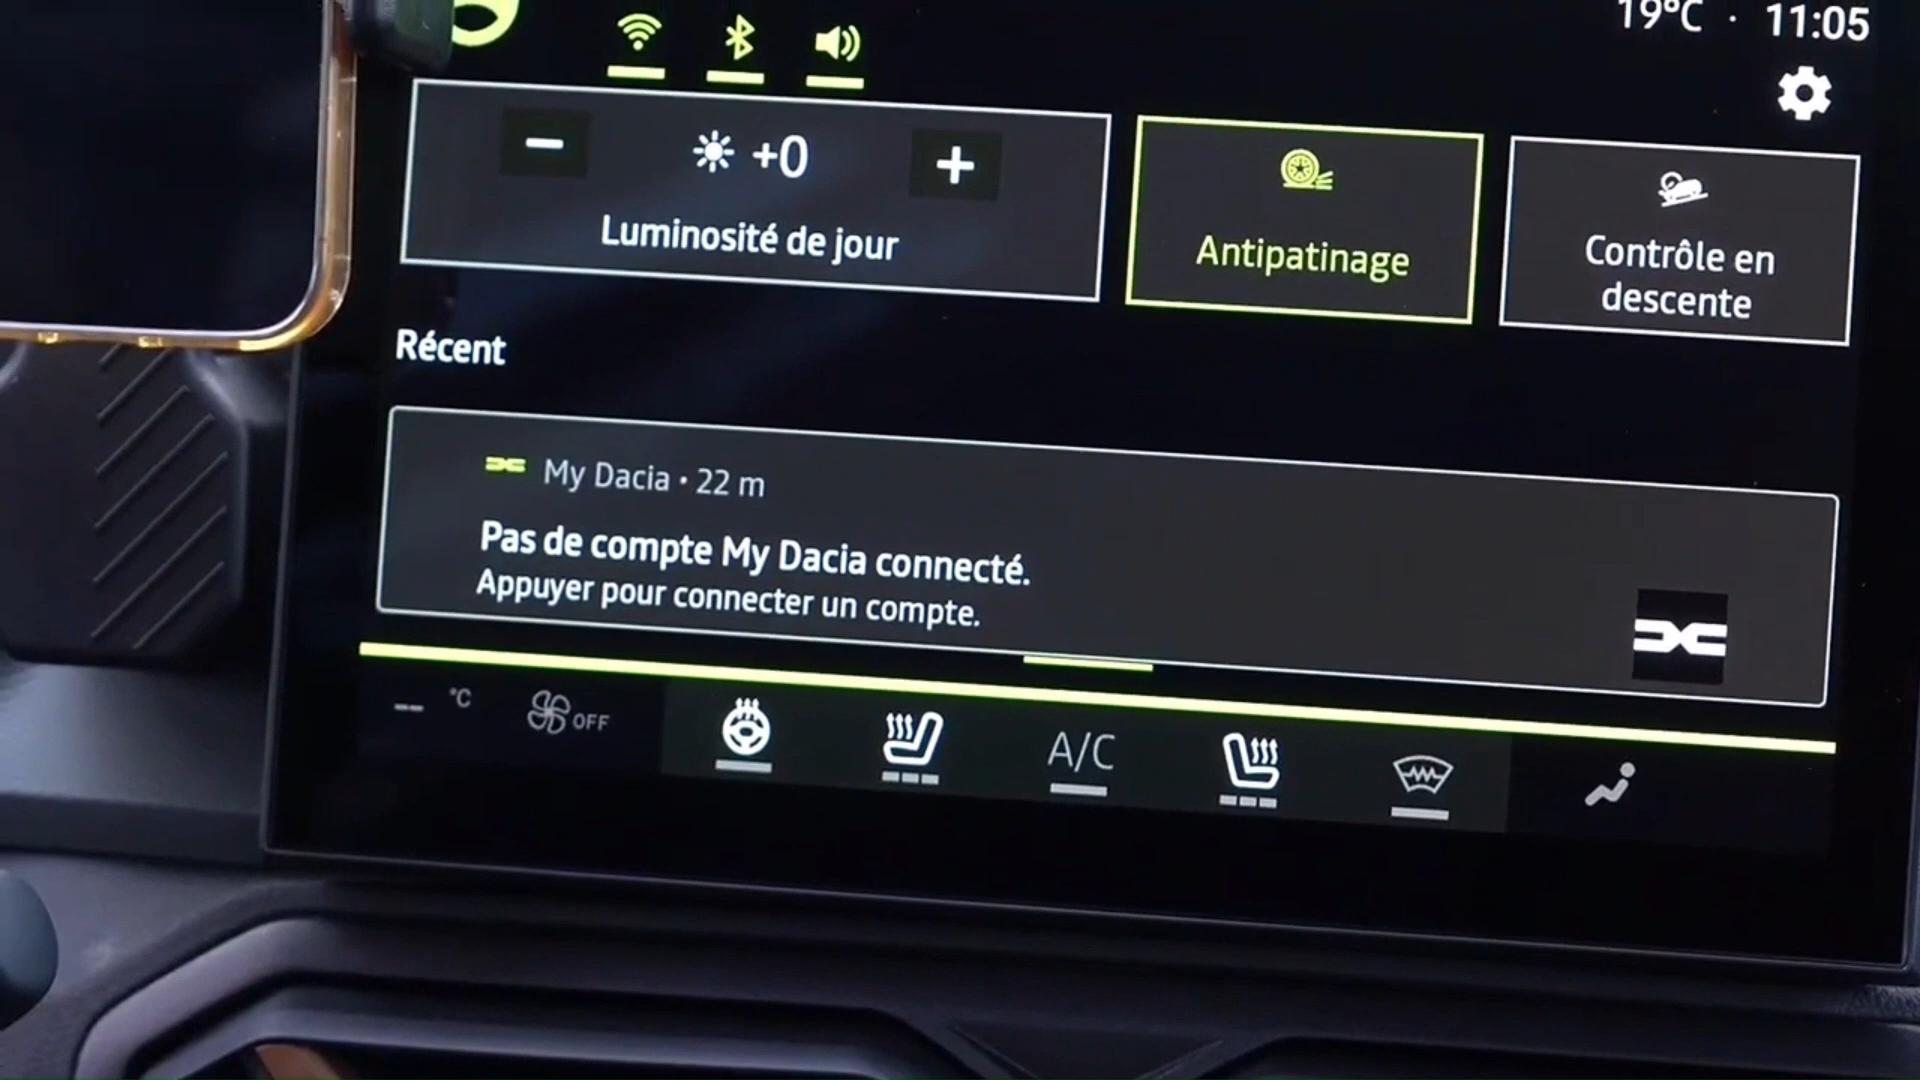 19°C · 11:05
+0
Luminosité de jour
Antipatinage
Contrôle en
descente
Récent
My Dacia • 22 m
Pas de compte My Dacia connecté.
Appuyer pour connecter un compte.
-- °C
OFF
A/C